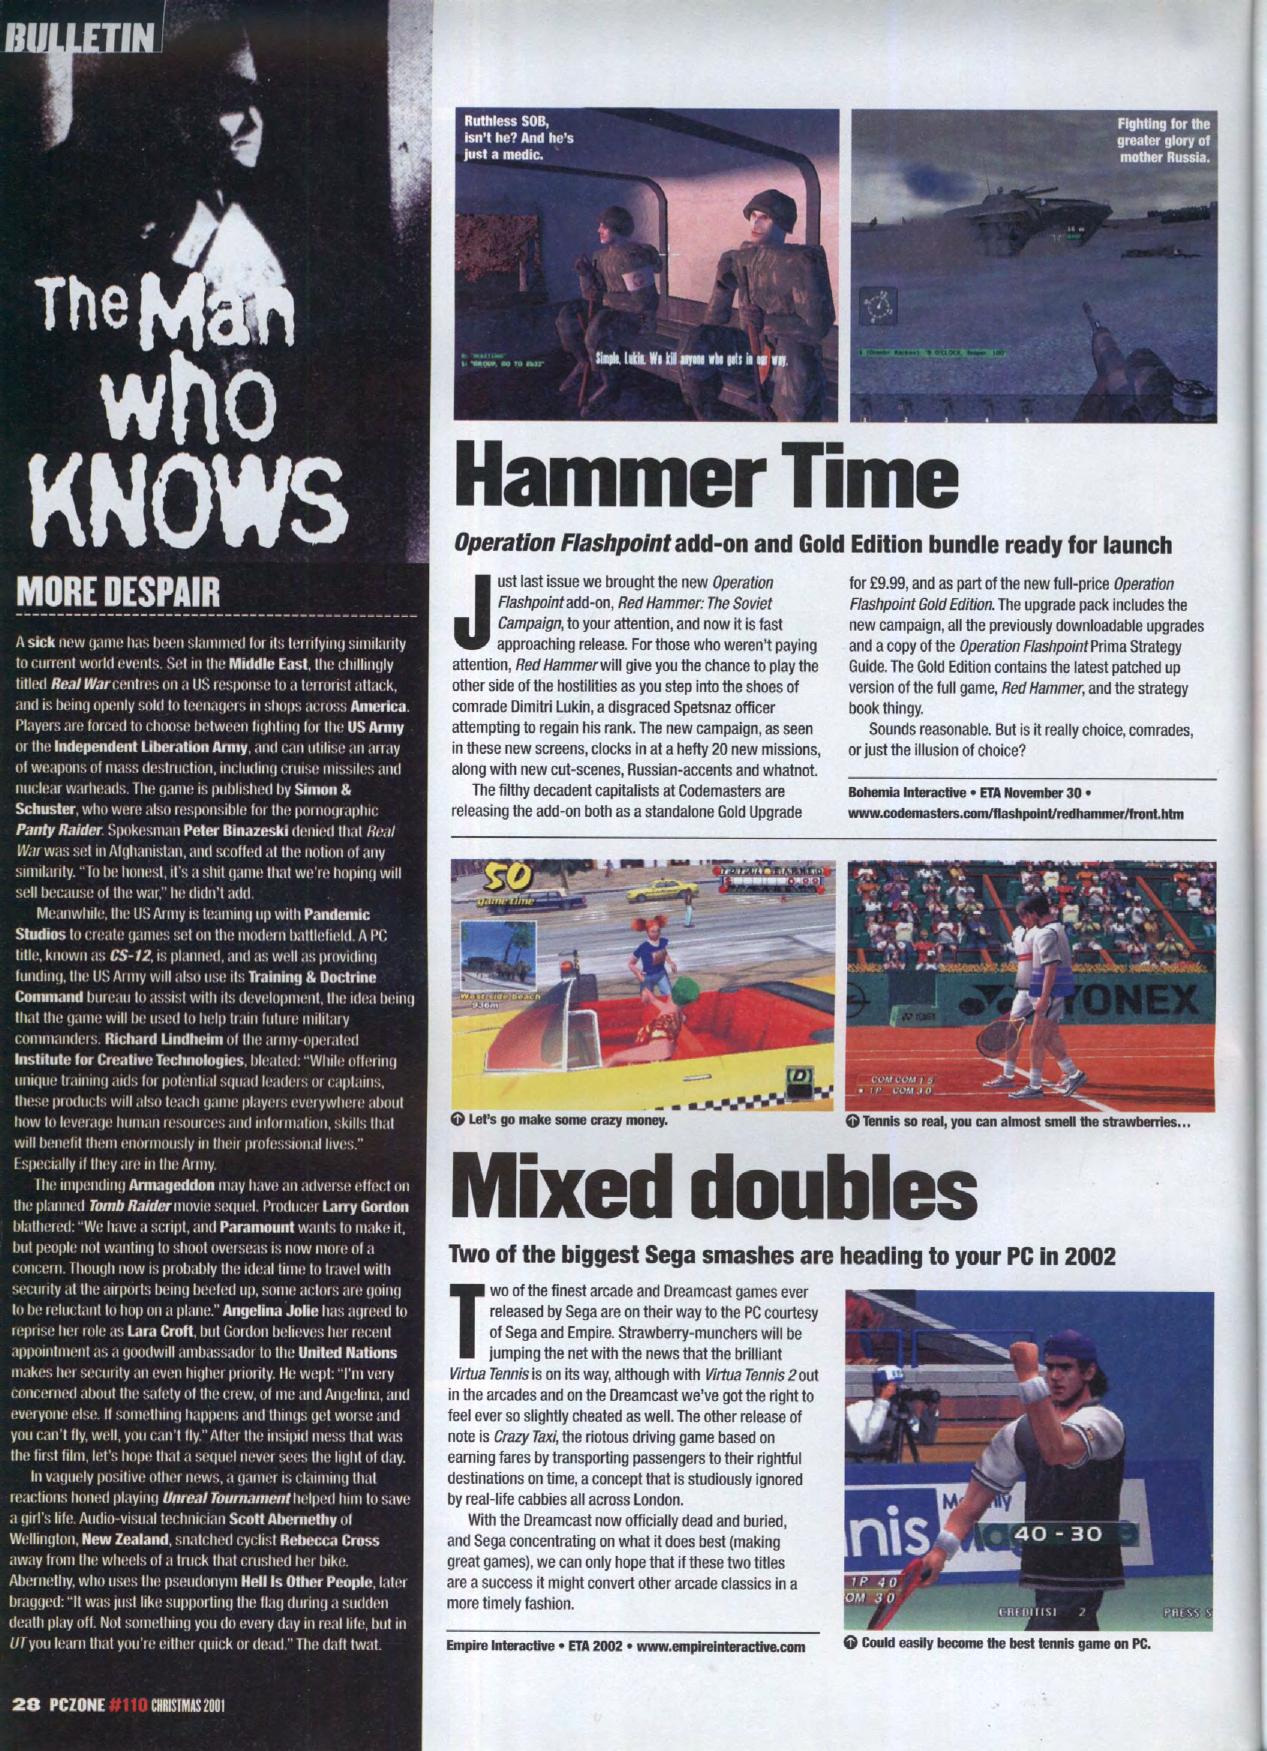 BULLETIN
The Man
who
KNOWS
MORE DESPAIR
A sick new game has been slammed for its terrifying similarity
to current world events. Set in the Middle East, the chillingly
titled Real War centres on a US response to a terrorist attack,
and is being openly sold to teenagers in shops across America.
Players are forced to choose between fighting for the US Army
or the Independent Liberation Army, and can utilise an array
of weapons of mass destruction, including cruise missiles and
nuclear warheads. The game is published by Simon &
Schuster, who were also responsible for the pornographic
Panty Raider. Spokesman Peter Binazeski denied that Real
War was set in Afghanistan, and scoffed at the notion of any
similarity. "To be honest, it's a shit game that we're hoping will
sell because of the war," he didn't add.
Meanwhile, the US Army is teaming up with Pandemic
Studios to create games set on the modern battlefield. A PC
title, known as CS-12, is planned, and as well as providing
funding, the US Army will also use its Training & Doctrine
Command bureau to assist with its development, the idea being
that the game will be used to help train future military
commanders. Richard Lindheim of the army-operated
Institute for Creative Technologies, bleated: "While offering
unique training aids for potential squad leaders or captains,
these products will also teach game players everywhere about
how to leverage human resources and information, skills that
will benefit them enormously in their professional lives."
Especially if they are in the Army.
The impending Armageddon may have an adverse effect on
the planned Tomb Raider movie sequel. Producer Larry Gordon
blathered: "We have a script, and Paramount wants to make it,
but people not wanting to shoot overseas is now more of a
concern. Though now is probably the ideal time to travel with
security at the airports being beefed up, some actors are going
to be reluctant to hop on a plane." Angelina Jolie has agreed to
reprise her role as Lara Croft, but Gordon believes her recent
appointment as a goodwill ambassador to the United Nations
makes her security an even higher priority. He wept: "I'm very
concerned about the safety of the crew, of me and Angelina, and
everyone else. If something happens and things get worse and
you can't fly, well, you can't fly." After the insipid mess that was
the first film, let's hope that a sequel never sees the light of day.
In vaguely positive other news, a gamer is claiming that
reactions honed playing Unreal Tournament helped him to save
a girl's life. Audio-visual technician Scott Abernethy of
Wellington, New Zealand, snatched cyclist Rebecca Cross
away from the wheels of a truck that crushed her bike.
Abernethy, who uses the pseudonym Hell Is Other People, later
bragged: "It was just like supporting the flag during a sudden
death play off. Not something you do every day in real life, but in
UT you learn that you're either quick or dead." The daft twat.
28 PCZONE #110 CHRISTMAS 2001
Ruthless SOB,
isn't he? And he's
just a medic.
Simple, Lukin. We kill anyone who gets in our way.
Fighting for the
greater glory of
mother Russia.
Hammer Time
Operation Flashpoint add-on and Gold Edition bundle ready for launch
Just last issue we brought the new Operation
Flashpoint add-on, Red Hammer: The Soviet
Campaign, to your attention, and now it is fast
approaching release. For those who weren't paying
attention, Red Hammer will give you the chance to play the
other side of the hostilities as you step into the shoes of
comrade Dimitri Lukin, a disgraced Spetsnaz officer
attempting to regain his rank. The new campaign, as seen
in these new screens, clocks in at a hefty 20 new missions,
along with new cut-scenes, Russian-accents and whatnot.
The filthy decadent capitalists at Codemasters are
releasing the add-on both as a standalone Gold Upgrade
for £9.99, and as part of the new full-price Operation
Flashpoint Gold Edition. The upgrade pack includes the
new campaign, all the previously downloadable upgrades
and a copy of the Operation Flashpoint Prima Strategy
Guide. The Gold Edition contains the latest patched up
version of the full game, Red Hammer, and the strategy
book thingy.
Sounds reasonable. But is it really choice, comrades,
or just the illusion of choice?
Bohemia Interactive • ETA November 30 •
www.codemasters.com/flashpoint/redhammer/front.htm
50
game time
West side beach
936m
D
Let's go make some crazy money.
YONEX
YONEX
COM COM 1 5
1P COM 3 0
Tennis so real, you can almost smell the strawberries...
Mixed doubles
Two of the biggest Sega smashes are heading to your PC in 2002
Two of the finest arcade and Dreamcast games ever
released by Sega are on their way to the PC courtesy
of Sega and Empire. Strawberry-munchers will be
jumping the net with the news that the brilliant
Virtua Tennis is on its way, although with Virtua Tennis 2 out
in the arcades and on the Dreamcast we've got the right to
feel ever so slightly cheated as well. The other release of
note is Crazy Taxi, the riotous driving game based on
earning fares by transporting passengers to their rightful
destinations on time, a concept that is studiously ignored
by real-life cabbies all across London.
With the Dreamcast now officially dead and buried,
and Sega concentrating on what it does best (making
great games), we can only hope that if these two titles
are a success it might convert other arcade classics in a
more timely fashion.
Empire Interactive • ETA 2002 • www.empireinteractive.com
nis
40 - 30
1P 40
OM 30
CREDIT(S) 2
PRESS S
Could easily become the best tennis game on PC.